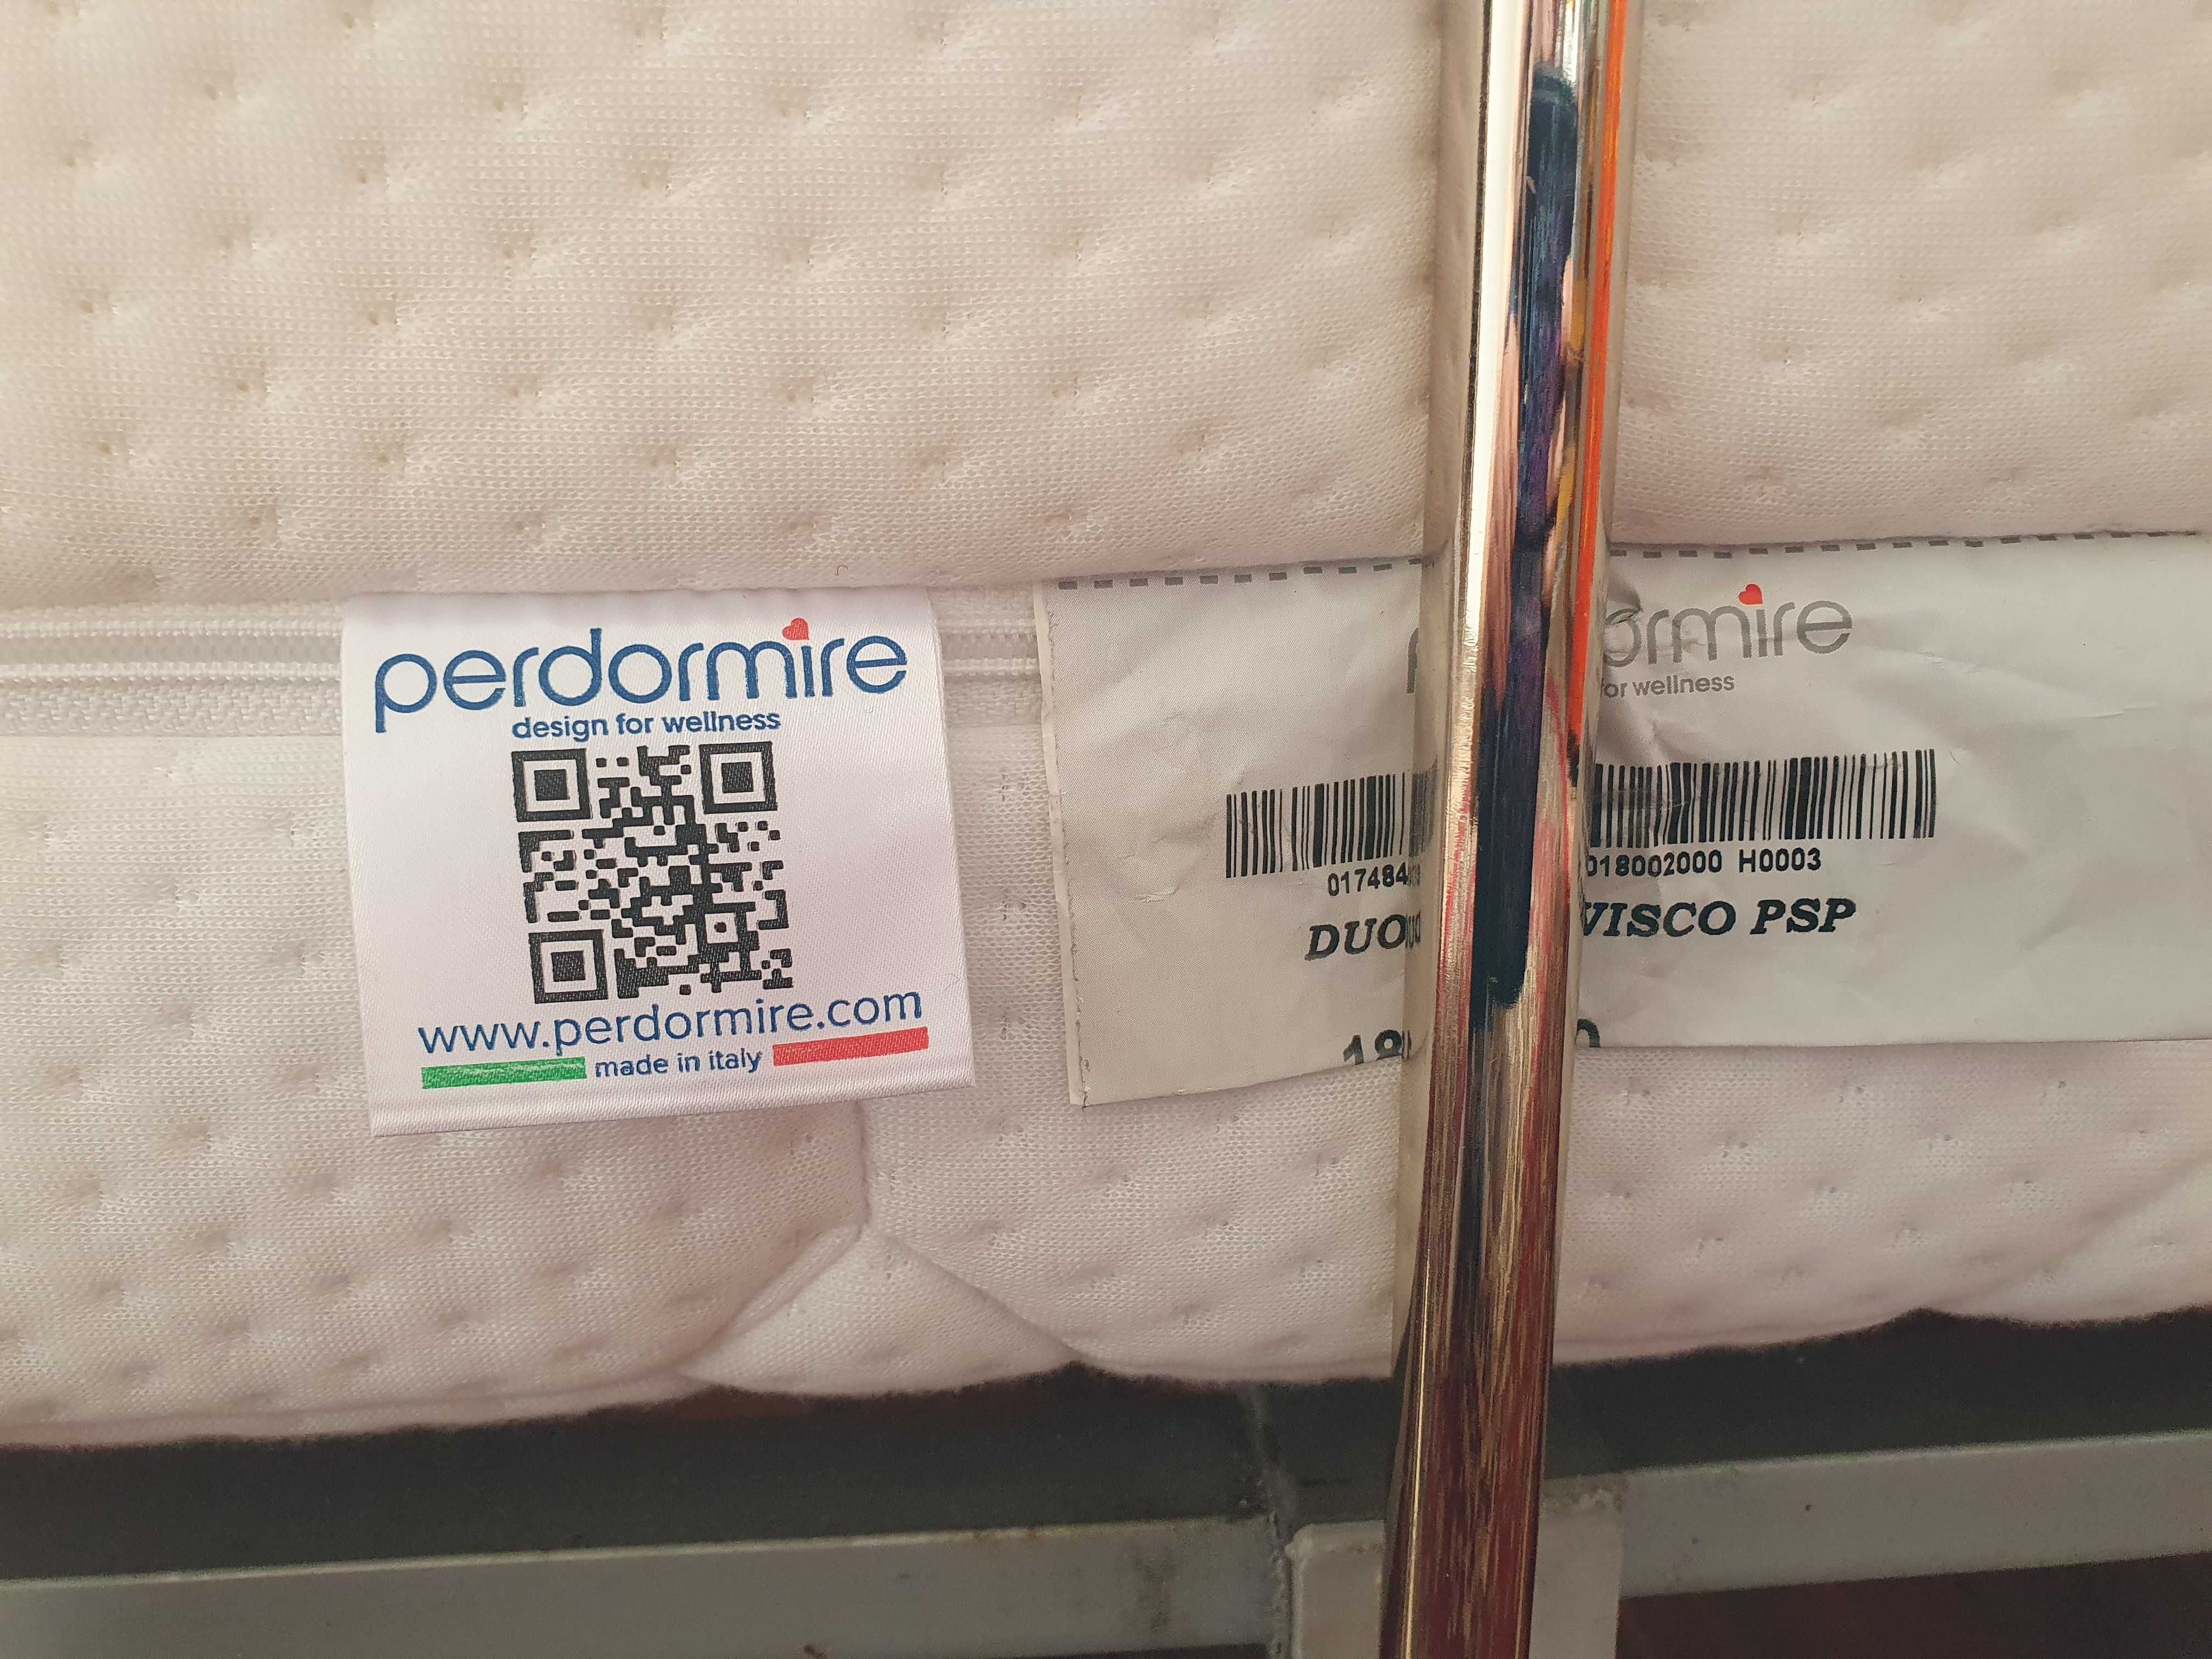 perdormire
design for wellness
www.perdormire.com
made in italy
ormire
for wellness
017484
018002000 H0003
DUO
VISCO PSP